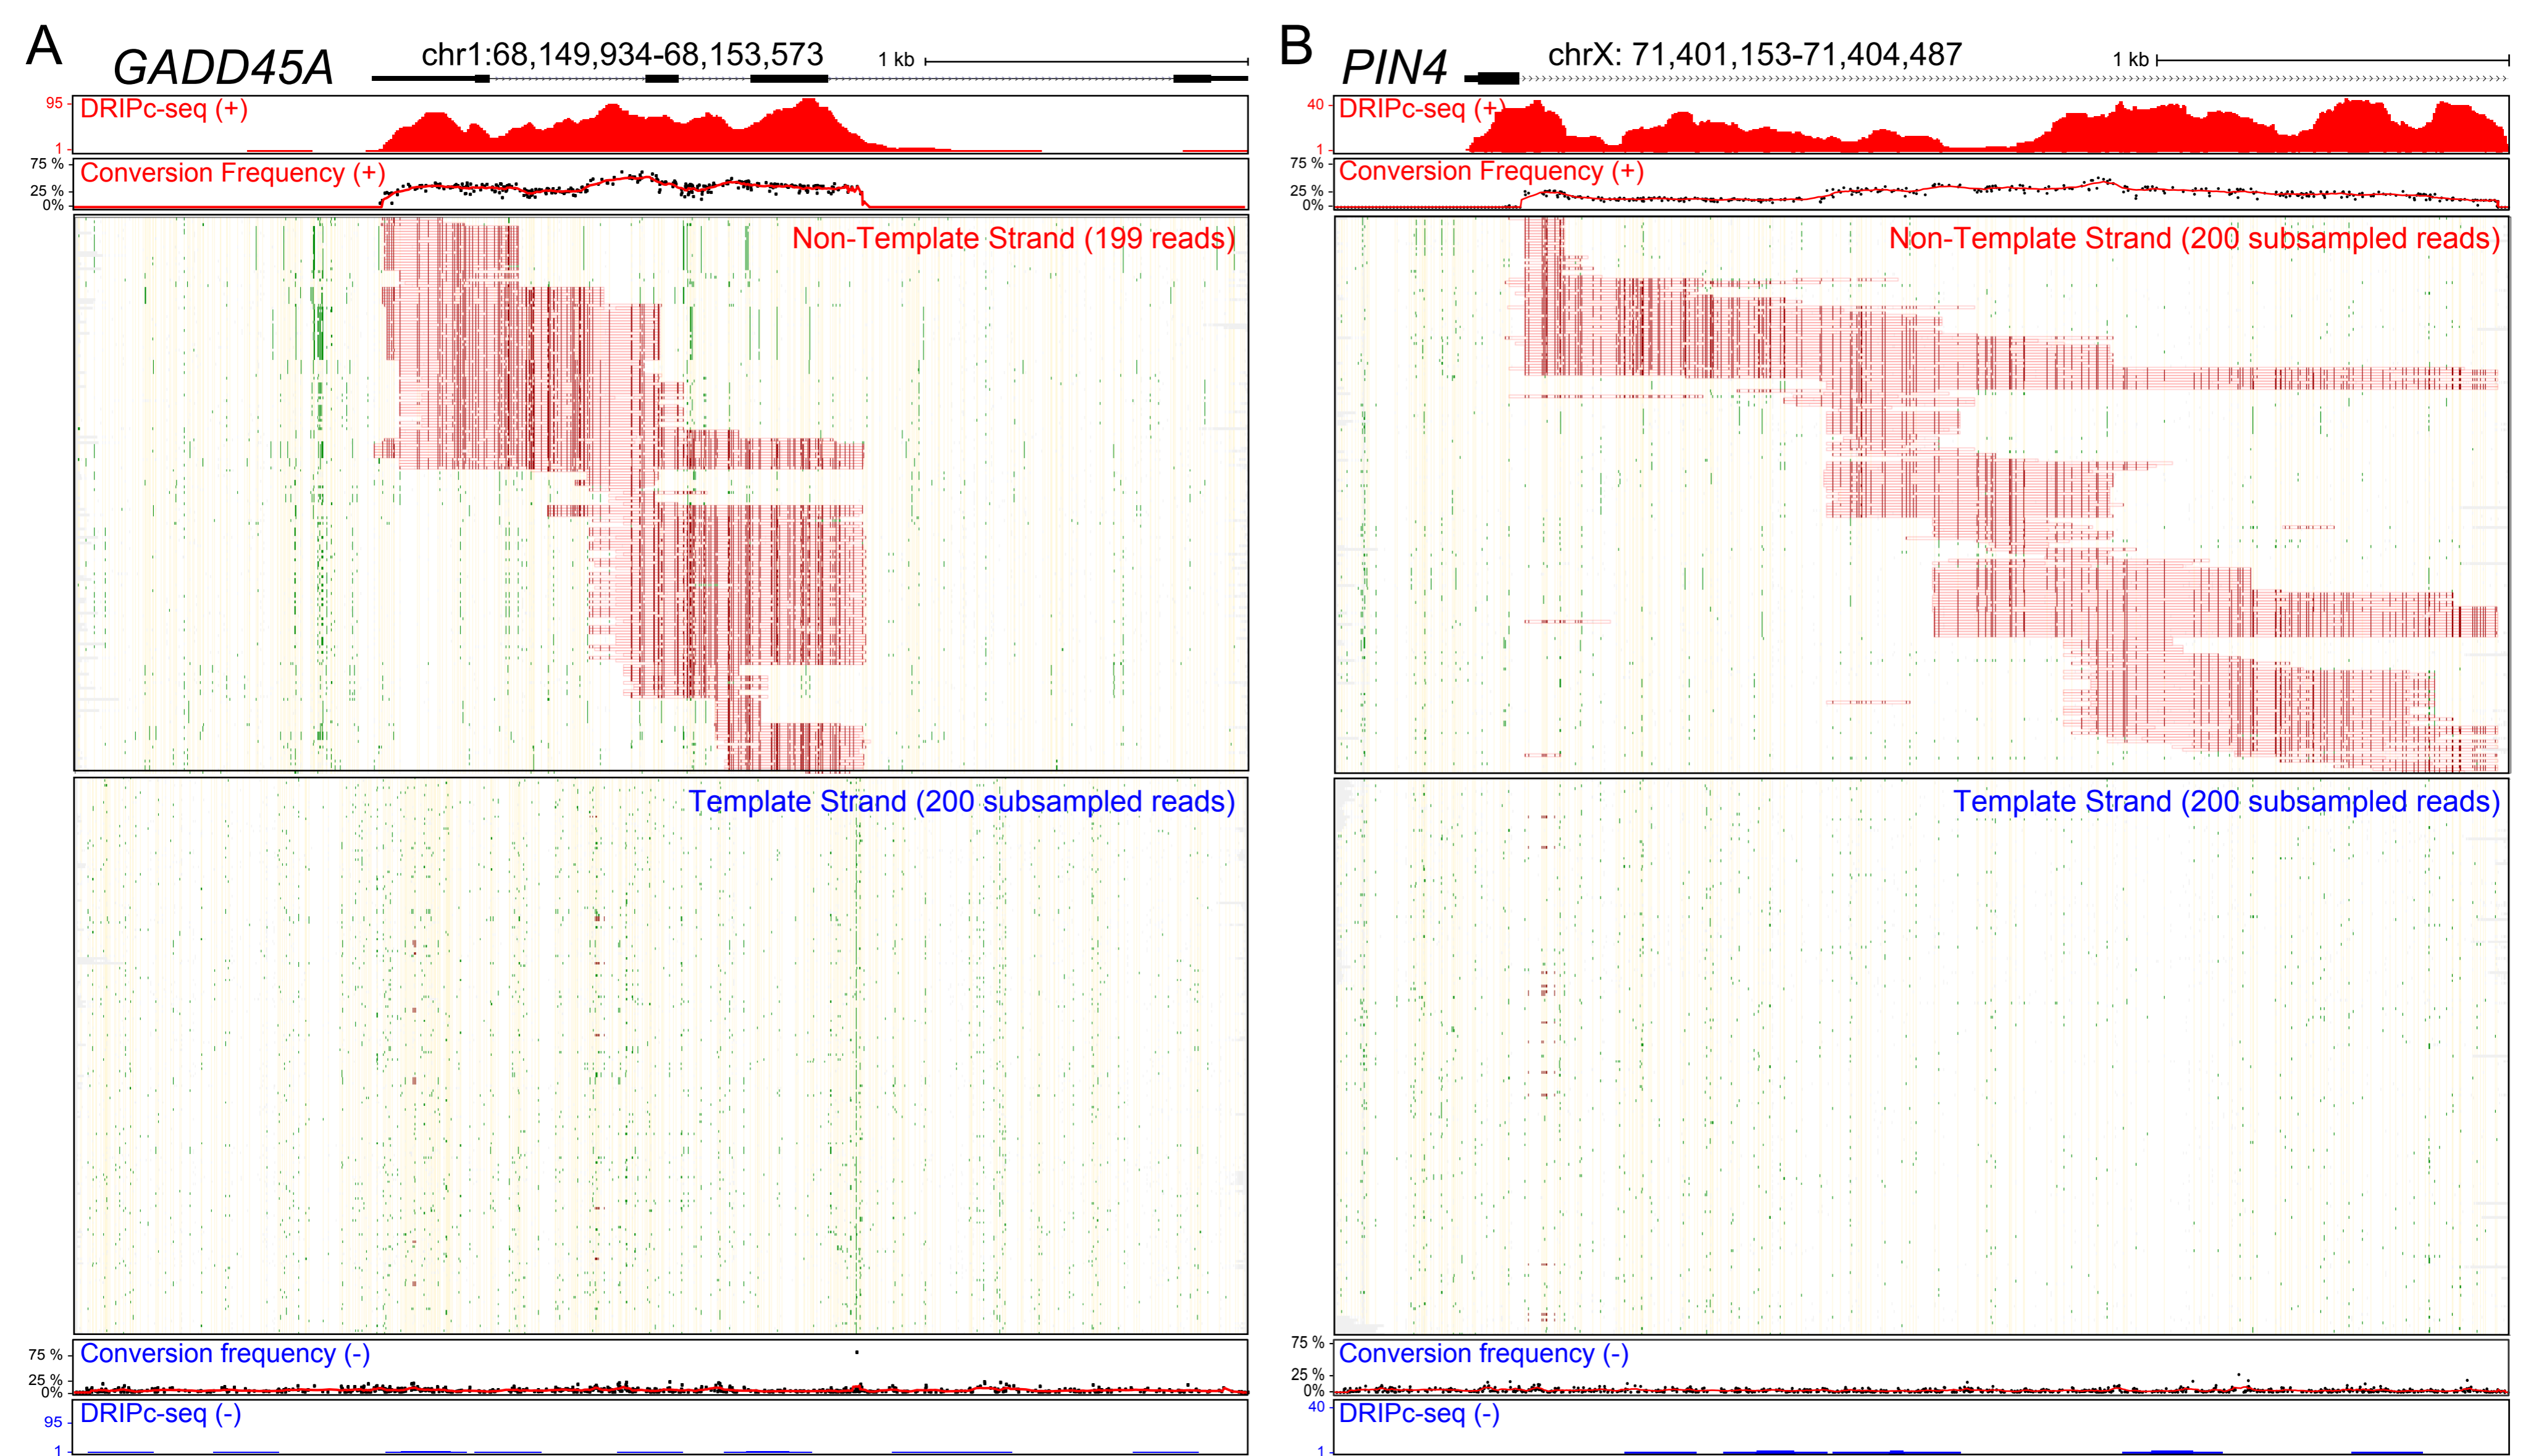 A
GADD45A
chr1:68,149,934-68,153,573
1 kb
95
1
DRIPc-seq (+)
75 %
25 %
0%
Conversion Frequency (+)
Non-Template Strand (199 reads)
Template Strand (200 subsampled reads)
75 %
25 %
0%
Conversion frequency (-)
95
1
DRIPc-seq (-)
B
PIN4
chrX: 71,401,153-71,404,487
1 kb
40
1
DRIPc-seq (+)
75 %
25 %
0%
Conversion Frequency (+)
Non-Template Strand (200 subsampled reads)
Template Strand (200 subsampled reads)
75 %
25 %
0%
Conversion frequency (-)
40
1
DRIPc-seq (-)